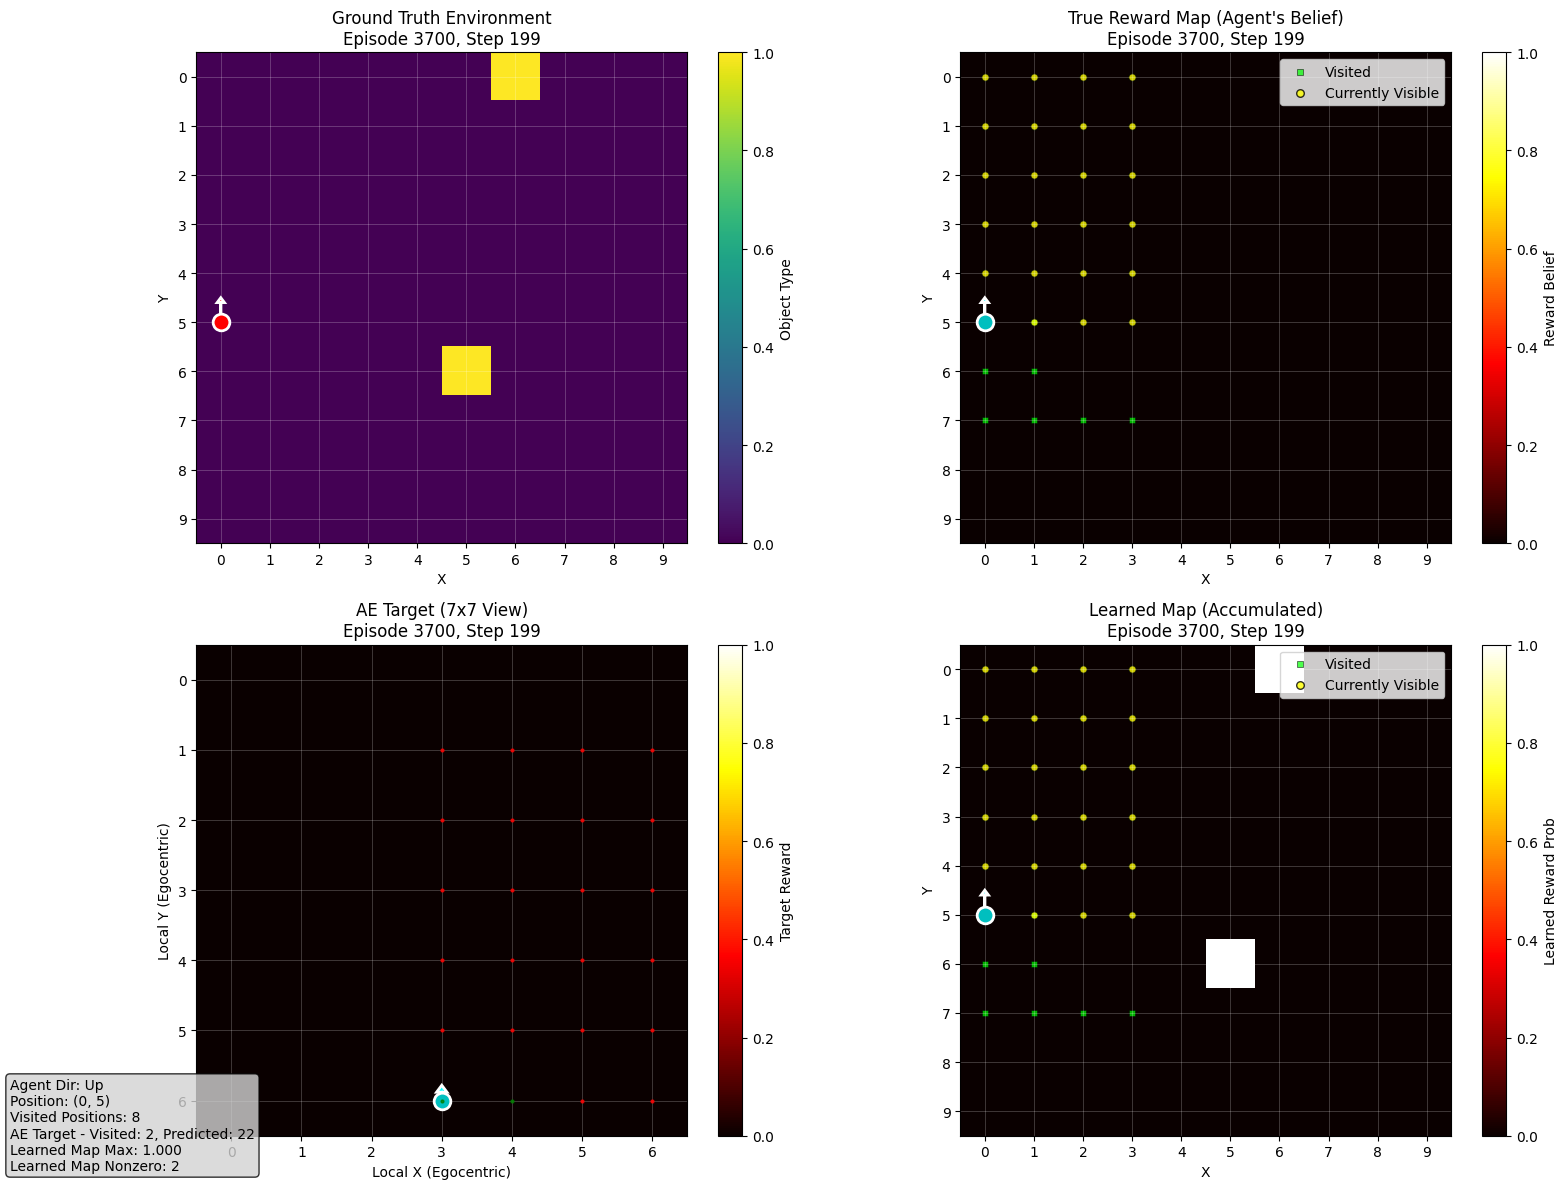 Ground Truth Environment
Episode 3700, Step 199
0
1
2
3
4
5
6
7
8
9
Y
0 1 2 3 4 5 6 7 8 9
X
1.0
0.8
0.6
0.4
0.2
0.0
Object Type
True Reward Map (Agent's Belief)
Episode 3700, Step 199
Visited
Currently Visible
0
1
2
3
4
5
6
7
8
9
Y
0 1 2 3 4 5 6 7 8 9
X
1.0
0.8
0.6
0.4
0.2
0.0
Reward Belief
AE Target (7x7 View)
Episode 3700, Step 199
0
1
2
3
4
5
6
Local Y (Egocentric)
0 1 2 3 4 5 6
Local X (Egocentric)
1.0
0.8
0.6
0.4
0.2
0.0
Target Reward
Agent Dir: Up
Position: (0, 5)
Visited Positions: 8
AE Target - Visited: 2, Predicted: 22
Learned Map Max: 1.000
Learned Map Nonzero: 2
Learned Map (Accumulated)
Episode 3700, Step 199
Visited
Currently Visible
0
1
2
3
4
5
6
7
8
9
Y
0 1 2 3 4 5 6 7 8 9
X
1.0
0.8
0.6
0.4
0.2
0.0
Learned Reward Prob